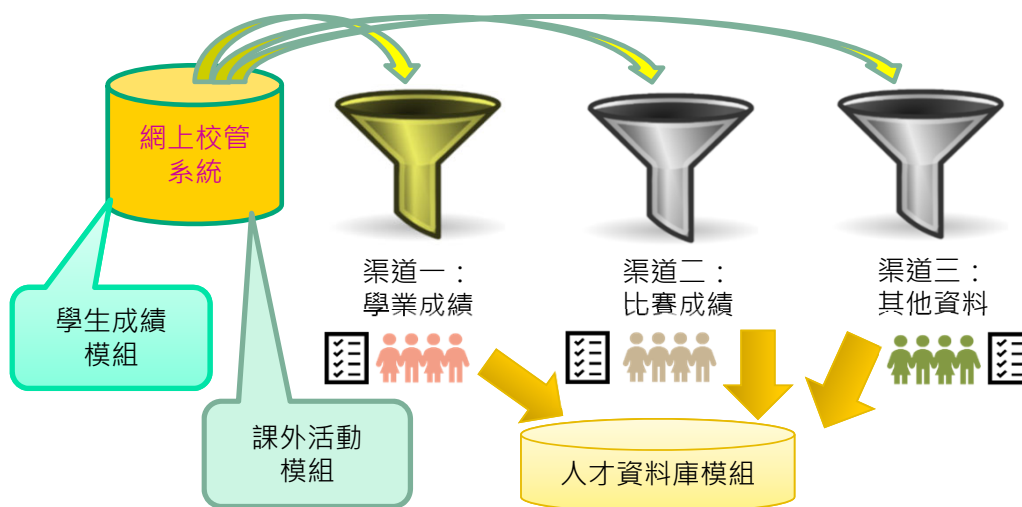 網上校管
系統
渠道一：
學業成績
渠道二：
比賽成績
渠道三：
其他資料
學生成績
模組
課外活動
模組
人才資料庫模組